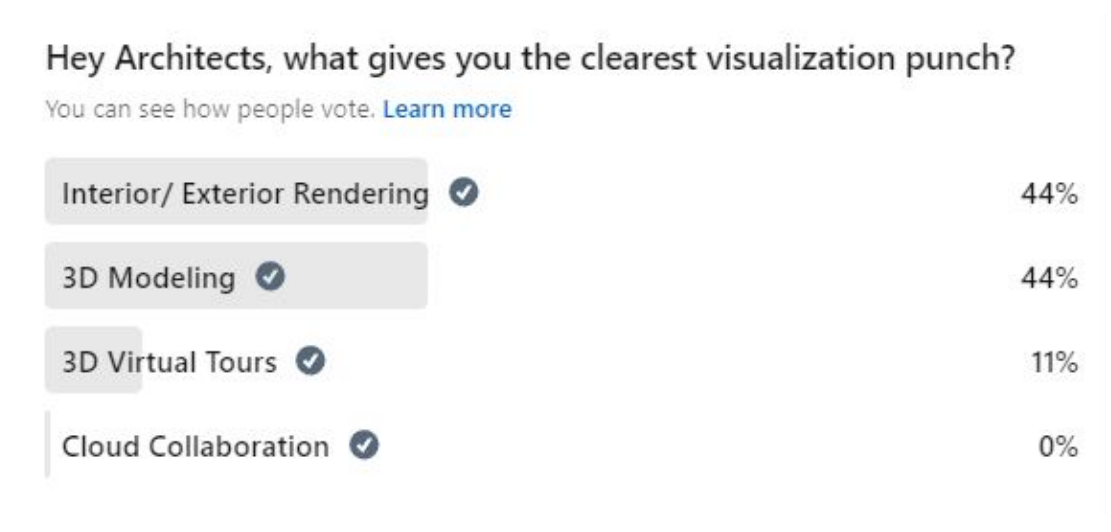 Hey Architects, what gives you the clearest visualization punch?
You can see how people vote. Learn more
Interior/ Exterior Rendering 44%
3D Modeling 44%
3D Virtual Tours 11%
Cloud Collaboration 0%